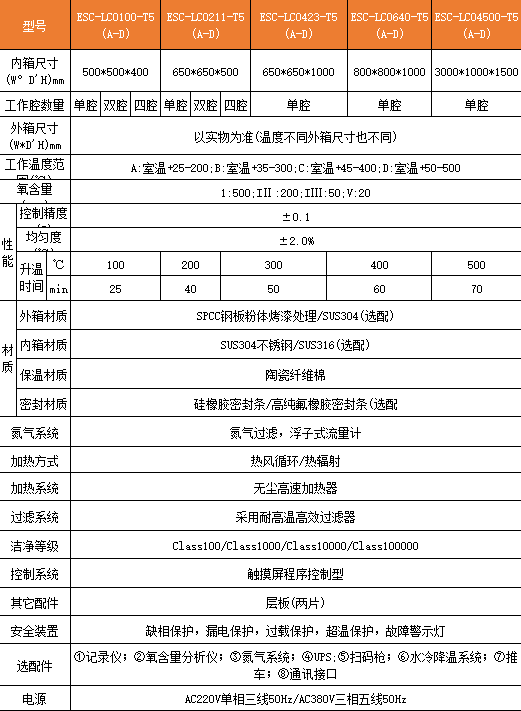 型号 ESC-LC0100-T5 (A-D) ESC-LC0211-T5 (A-D) ESC-LC0423-T5 (A-D) ESC-LC0640-T5 (A-D) ESC-LC04500-T5 (A-D)
内箱尺寸 (W° D'H)mm 500*500*400 650*650*500 650*650*1000 800*800*1000 3000*1000*1500
工作腔数量 单腔 双腔 四腔 单腔 双腔 四腔 单腔 单腔 单腔
外箱尺寸 (W*D'H)mm 以实物为准(温度不同外箱尺寸也不同)
工作温度范 A:室温+25-200;B:室温+35-300;C:室温+45-400;D:室温+50-500
氧含量 1:500;IⅡ:200;IⅢ:50;V:20
性能
控制精度 ±0.1
均匀度 ±2.0%
升温时间 ℃ 100 200 300 400 500
min 25 40 50 60 70
材质
外箱材质 SPCC钢板粉体烤漆处理/SUS304(选配)
内箱材质 SUS304不锈钢/SUS316(选配)
保温材质 陶瓷纤维棉
密封材质 硅橡胶密封条/高纯氟橡胶密封条(选配
氮气系统 氮气过滤，浮子式流量计
加热方式 热风循环/热辐射
加热系统 无尘高速加热器
过滤系统 采用耐高温高效过滤器
洁净等级 Class100/Class1000/Class10000/Class100000
控制系统 触摸屏程序控制型
其它配件 层板(两片)
安全装置 缺相保护，漏电保护，过载保护，超温保护，故障警示灯
选配件 ①记录仪；②氧含量分析仪；③氮气系统；④UPS;⑤扫码枪；⑥水冷降温系统；⑦推
车；⑧通讯接口
电源 AC220V单相三线50Hz/AC380V三相五线50Hz